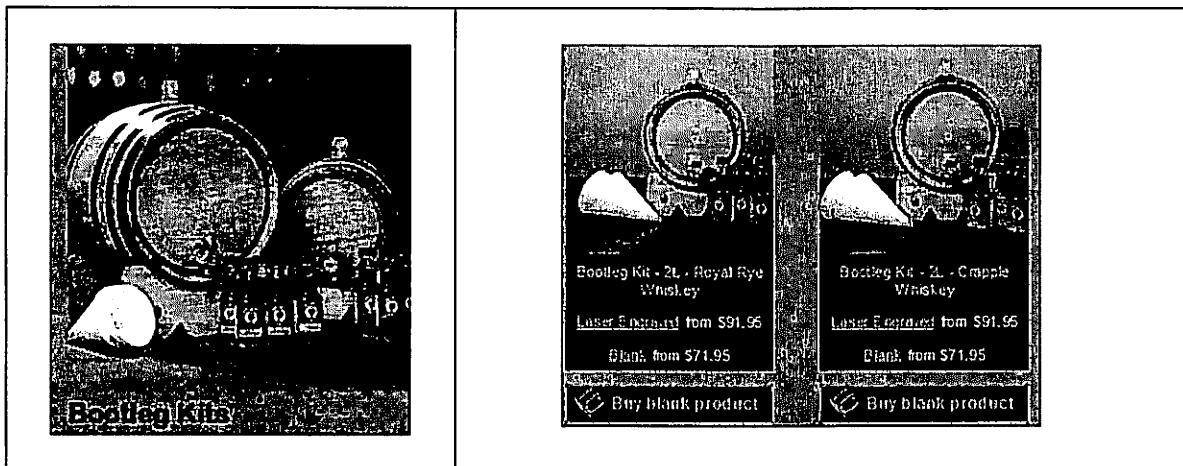 Bootleg Kits
Bootleg Kit - 2L - Royal Rye
Whiskey
Laser Engraved from $91.95
Blank from $71.95
Buy blank product
Bootleg Kit - 2L - Cripple
Whiskey
Laser Engraved from $91.95
Blank from $71.95
Buy blank product